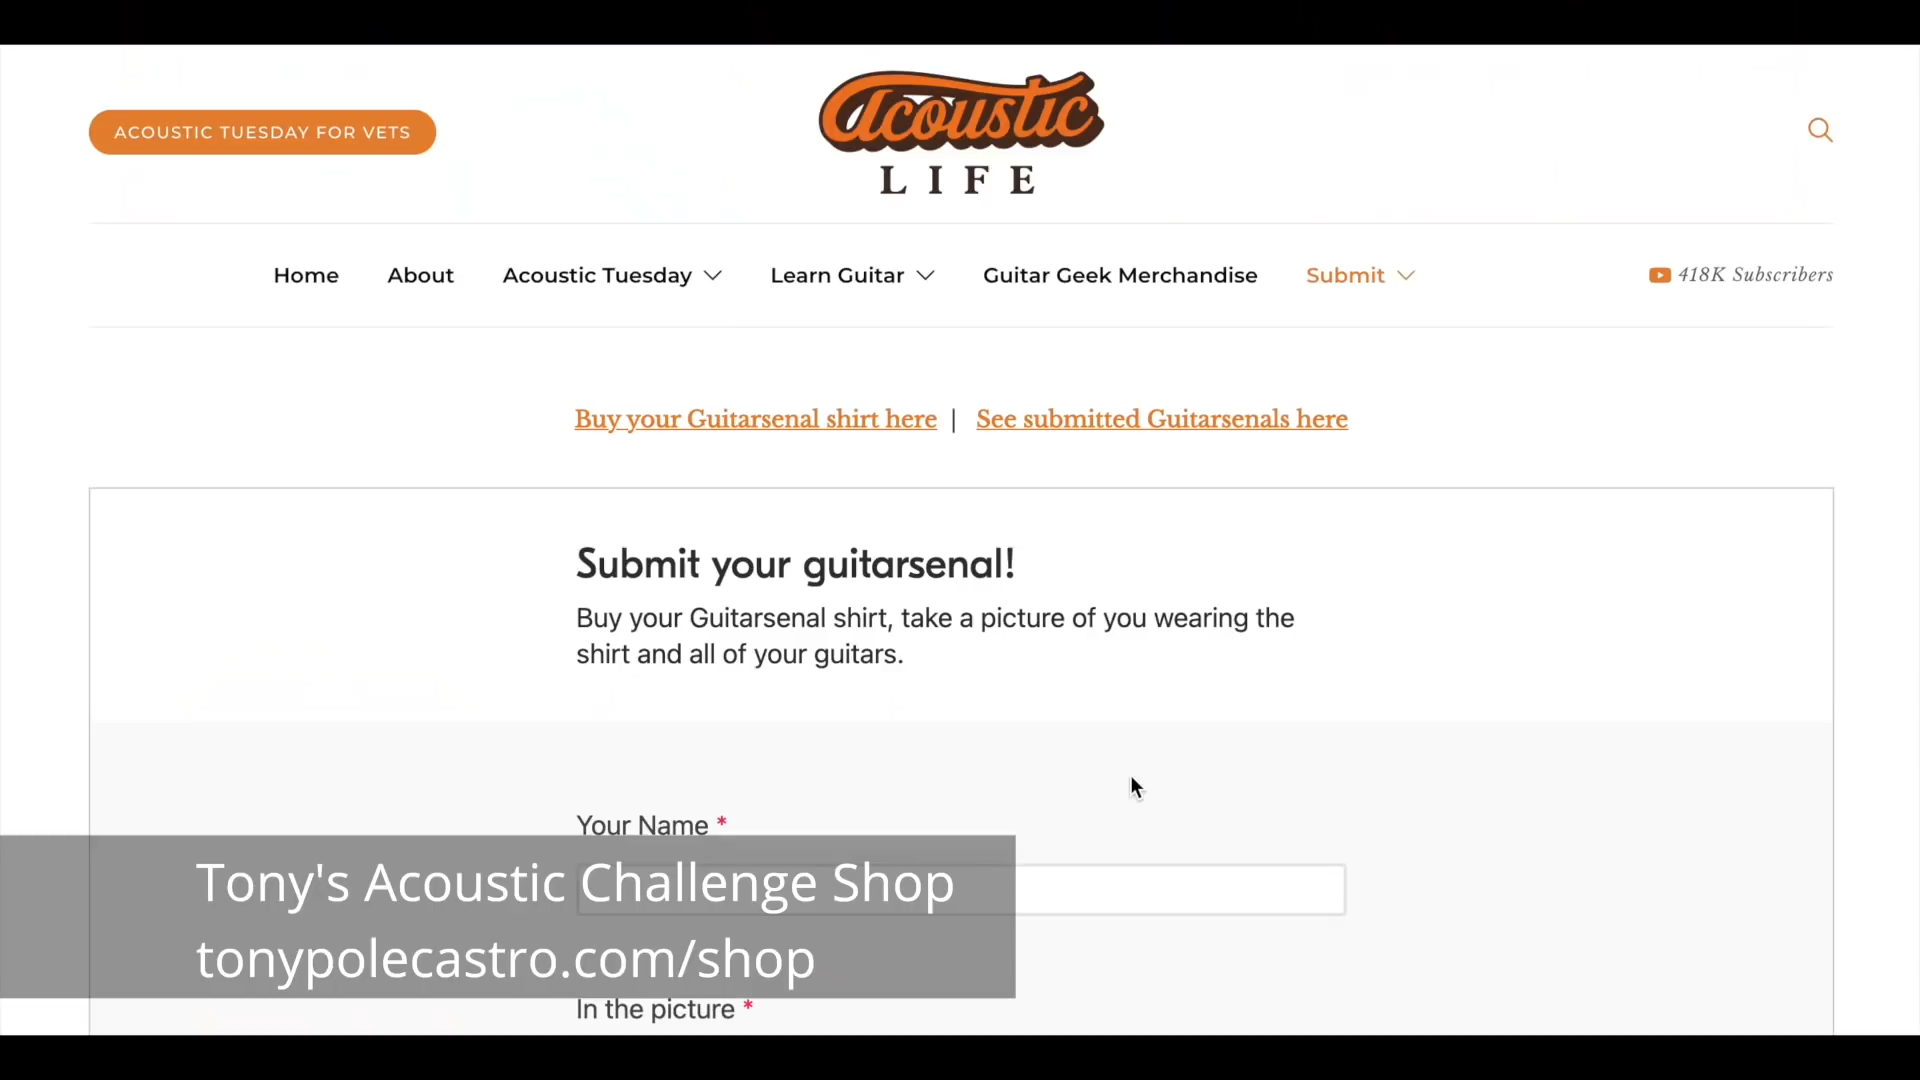 ACOUSTIC TUESDAY FOR VETS
Acoustic
LIFE
Home About Acoustic Tuesday Learn Guitar Guitar Geek Merchandise Submit 418K Subscribers
Buy your Guitarsenal shirt here | See submitted Guitarsenals here
Submit your guitarsenal!
Buy your Guitarsenal shirt, take a picture of you wearing the
shirt and all of your guitars.
Your Name *
Tony's Acoustic Challenge Shop
tonypolecastro.com/shop
In the picture *